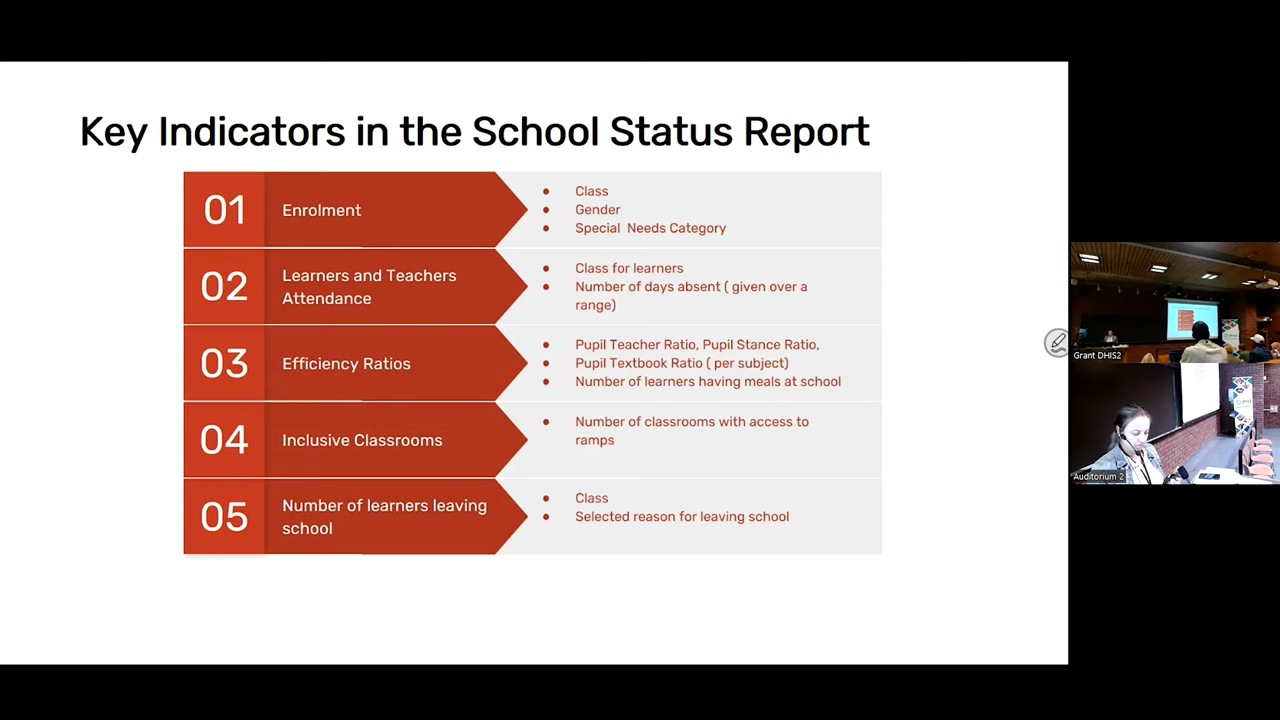 Key Indicators in the School Status Report
01
Enrolment
● Class
● Gender
● Special  Needs Category
02
Learners and Teachers
Attendance
● Class for learners
● Number of days absent ( given over a
range)
03
Efficiency Ratios
● Pupil Teacher Ratio, Pupil Stance Ratio,
● Pupil Textbook Ratio ( per subject)
● Number of learners having meals at school
04
Inclusive Classrooms
● Number of classrooms with access to
ramps
05
Number of learners leaving
school
● Class
● Selected reason for leaving school
Grant DHIS2
Auditorium 2